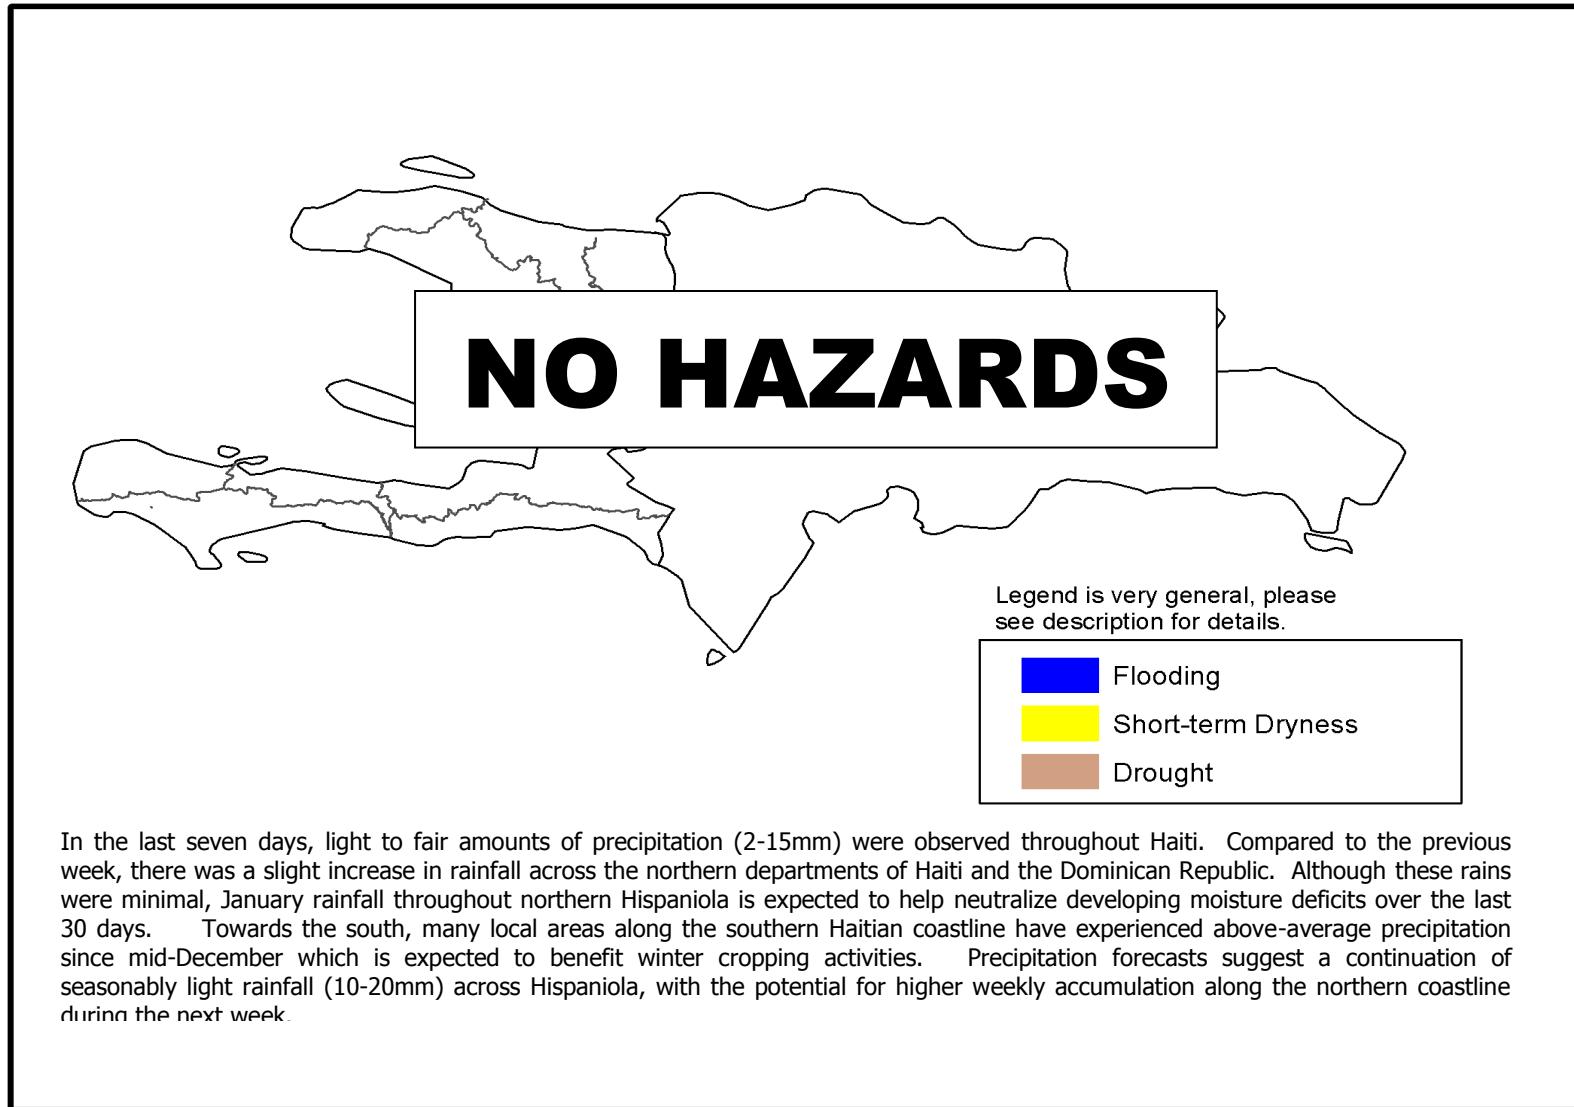 NO HAZARDS
Legend is very general, please
see description for details.
Flooding
Short-term Dryness
Drought
In the last seven days, light to fair amounts of precipitation (2-15mm) were observed throughout Haiti.  Compared to the previous
week, there was a slight increase in rainfall across the northern departments of Haiti and the Dominican Republic.  Although these rains
were minimal, January rainfall throughout northern Hispaniola is expected to help neutralize developing moisture deficits over the last
30 days.  Towards the south, many local areas along the southern Haitian coastline have experienced above-average precipitation
since mid-December which is expected to benefit winter cropping activities.  Precipitation forecasts suggest a continuation of
seasonably light rainfall (10-20mm) across Hispaniola, with the potential for higher weekly accumulation along the northern coastline
during the next week.